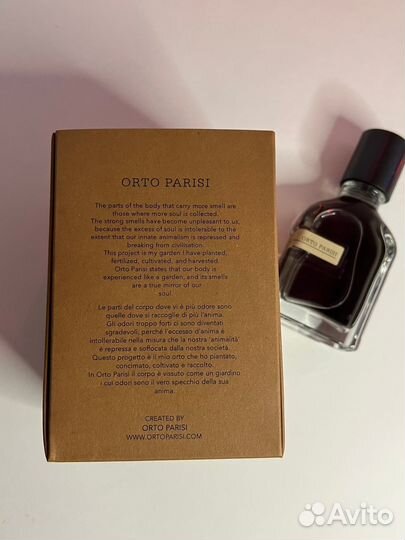 ORTO PARISI
The parts of the body that carry more smell are
those where more soul is collected.
The strong smells have become unpleasant to us,
because the excess of soul is intolerable to the
extent that our innate animalism is repressed and
breaking from civilisation.
This project is my garden I have planted,
fertilized, cultivated, and harvested.
Orto Parisi states that our body is
experienced like a garden, and its smells
are a true mirror of our
soul.
Le parti del corpo dove vi è più odore sono
quelle dove si raccoglie di più l'anima.
Gli odori troppo forti ci sono diventati
sgradevoli, perché l'eccesso d'anima è
intollerabile nella misura che la nostra 'animalità
è repressa e soffocata dalla nostra società.
Questo progetto è il mio orto che ho piantato,
concimato, coltivato e raccolto.
In Orto Parisi il corpo è vissuto come un giardino
i cui odori sono il vero specchio della sua
anima.
CREATED BY
ORTO PARISI
WWW.ORTOPARISI.COM
ORTO PARISI
Avito